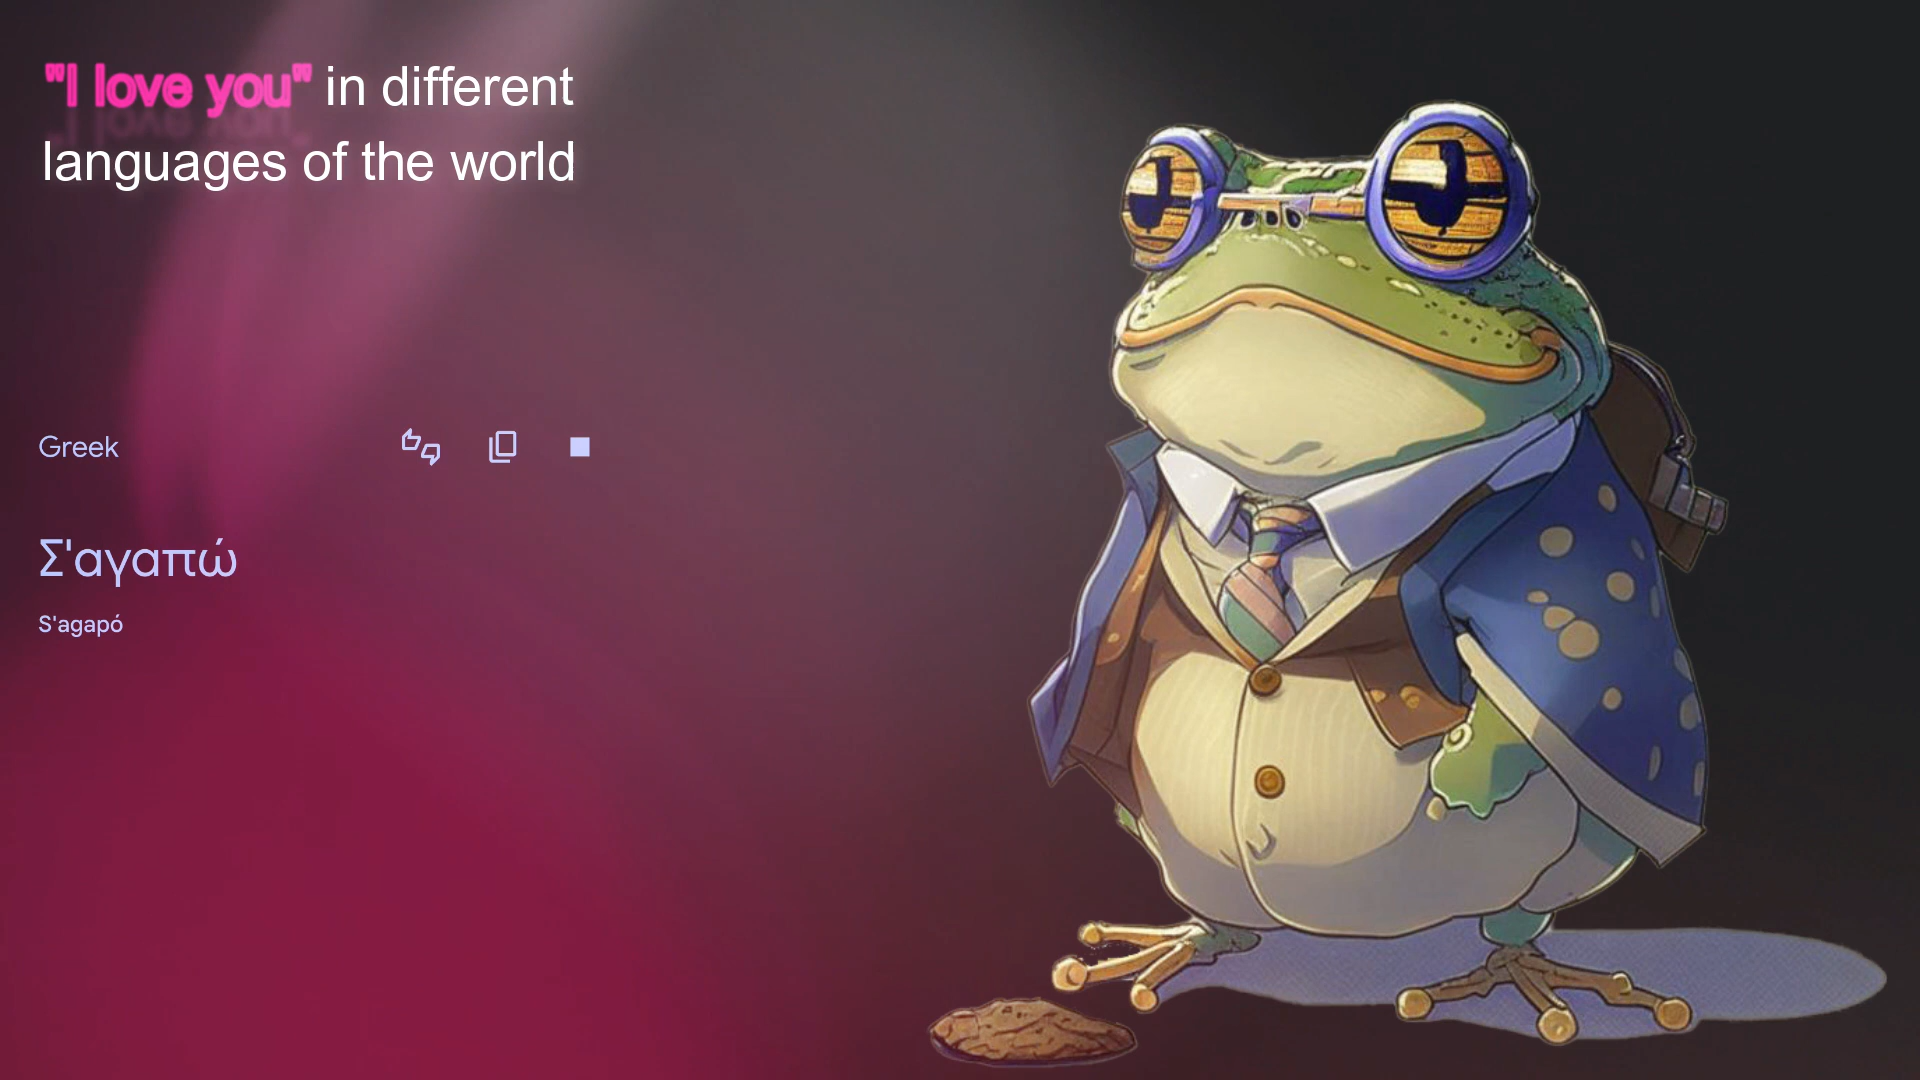 "I love you" in different
languages of the world
Greek
Σ'αγαπώ
S'agapó